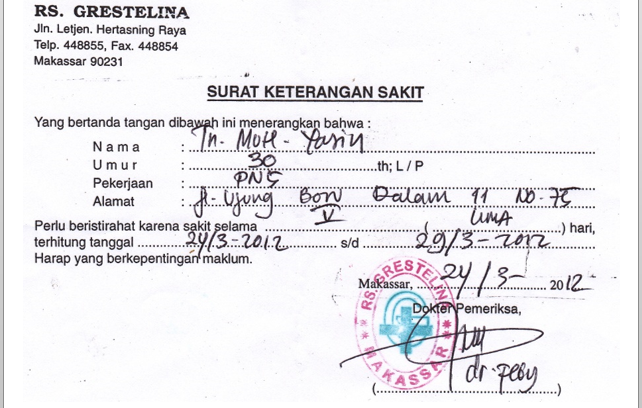 RS. GRESTELINA
Jln. Letjen. Hertasning Raya
Telp. 448855, Fax. 448854
Makassar 90231
SURAT KETERANGAN SAKIT
Yang bertanda tangan dibawah ini menerangkan bahwa :
Nama : Tn. Moh. Yasin
Umur : 30 th; L / P
Pekerjaan : PNS
Alamat : Jl. Ujung Bori Dalam 11 NO. 75
Perlu beristirahat karena sakit selama V ( LIMA ) hari,
terhitung tanggal 24/3-2012 s/d 29/3-2012
Harap yang berkepentingan maklum.
Makassar, 24/3- 2012
Dokter Pemeriksa,
RS. GRESTELINA
MAKASSAR
dr. Feby
(
)